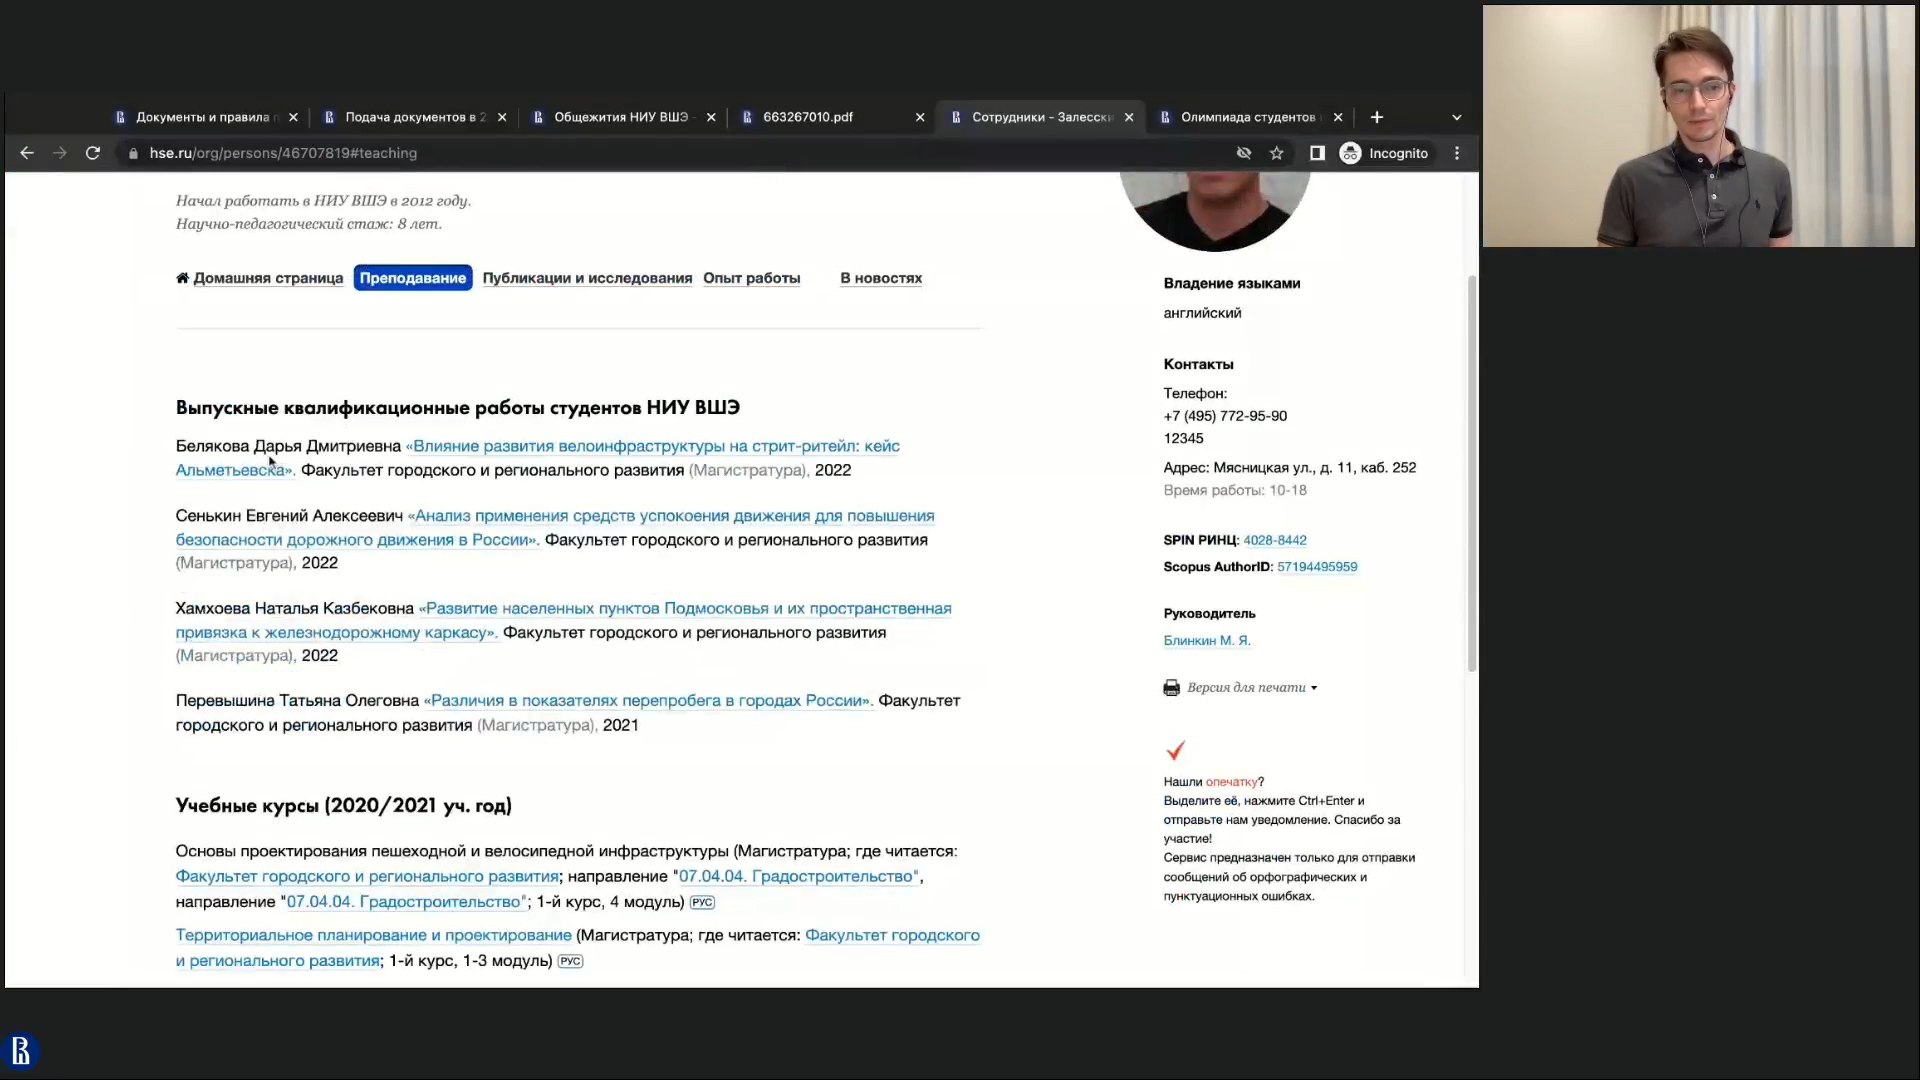 Документы и правила
Подача документов в 2
Общежития НИУ ВШЭ -
663267010.pdf
Сотрудники – Залесски
Олимпиада студентов
hse.ru/org/persons/46707819#teaching
Incognito
Начал работать в НИУ ВШЭ в 2012 году.
Научно-педагогический стаж: 8 лет.
Домашняя страница Преподавание Публикации и исследования Опыт работы В новостях
Выпускные квалификационные работы студентов НИУ ВШЭ
Белякова Дарья Дмитриевна «Влияние развития велоинфраструктуры на стрит-ритейл: кейс
Альметьевска». Факультет городского и регионального развития (Магистратура), 2022
Сенькин Евгений Алексеевич «Анализ применения средств успокоения движения для повышения
безопасности дорожного движения в России». Факультет городского и регионального развития
(Магистратура), 2022
Хамхоева Наталья Казбековна «Развитие населенных пунктов Подмосковья и их пространственная
привязка к железнодорожному каркасу». Факультет городского и регионального развития
(Магистратура), 2022
Перевышина Татьяна Олеговна «Различия в показателях перепробега в городах России». Факультет
городского и регионального развития (Магистратура), 2021
Учебные курсы (2020/2021 уч. год)
Основы проектирования пешеходной и велосипедной инфраструктуры (Магистратура; где читается:
Факультет городского и регионального развития; направление "07.04.04. Градостроительство",
направление "07.04.04. Градостроительство"; 1-й курс, 4 модуль) РУС
Территориальное планирование и проектирование (Магистратура; где читается: Факультет городского
и регионального развития; 1-й курс, 1-3 модуль) РУС
Владение языками
английский
Контакты
Телефон:
+7 (495) 772-95-90
12345
Адрес: Мясницкая ул., д. 11, каб. 252
Время работы: 10-18
SPIN РИНЦ: 4028-8442
Scopus AuthorID: 57194495959
Руководитель
Блинкин М. Я.
Версия для печати
Нашли опечатку?
Выделите её, нажмите Ctrl+Enter и
отправьте нам уведомление. Спасибо за
участие!
Сервис предназначен только для отправки
сообщений об орфографических и
пунктуационных ошибках.